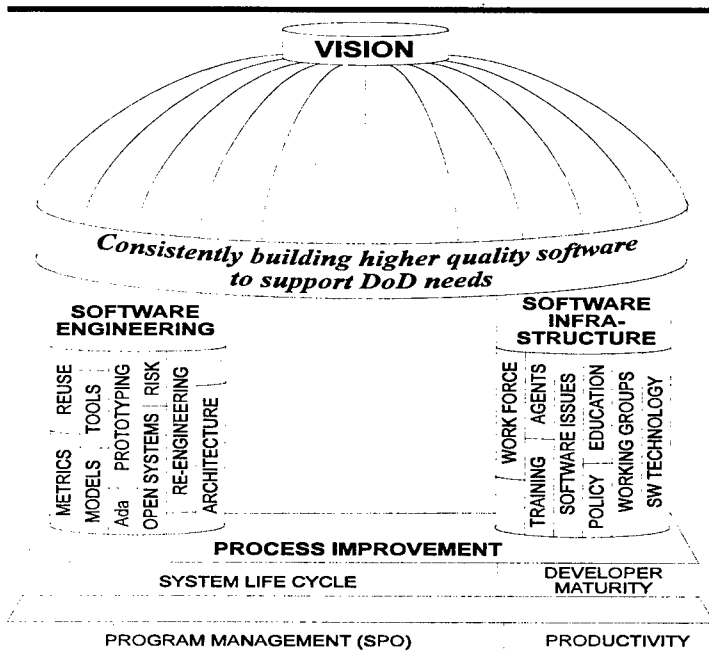 VISION
Consistently building higher quality software
to support DoD needs
SOFTWARE
ENGINEERING
METRICS REUSE
MODELS TOOLS
Ada PROTOTYPING
OPEN SYSTEMS RISK
RE-ENGINEERING
ARCHITECTURE
SOFTWARE
INFRA-
STRUCTURE
WORK FORCE
TRAINING AGENTS
SOFTWARE ISSUES
POLICY EDUCATION
WORKING GROUPS
SW TECHNOLOGY
PROCESS IMPROVEMENT
SYSTEM LIFE CYCLE
DEVELOPER
MATURITY
PROGRAM MANAGEMENT (SPO)
PRODUCTIVITY